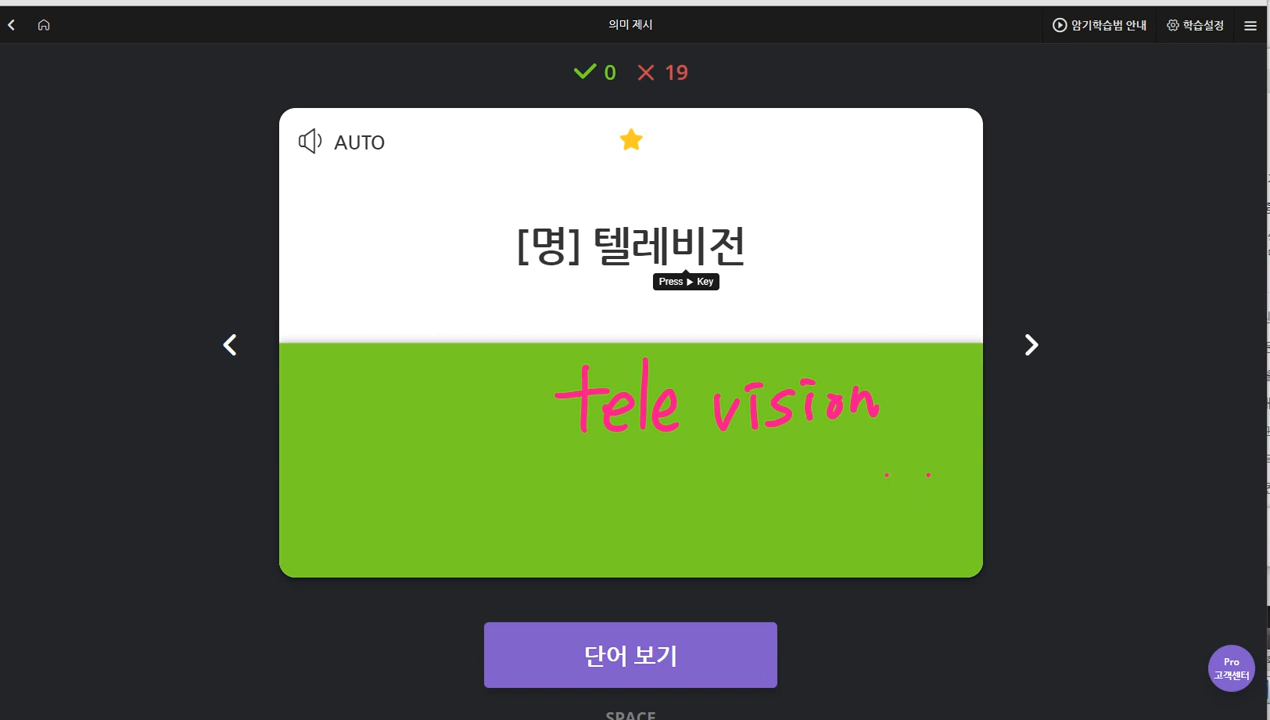 의미 제시
암기학습법 안내
학습설정
0
19
AUTO
[명] 텔레비전
Press ▶ Key
tele vision
단어 보기
SPACE
Pro
고객센터